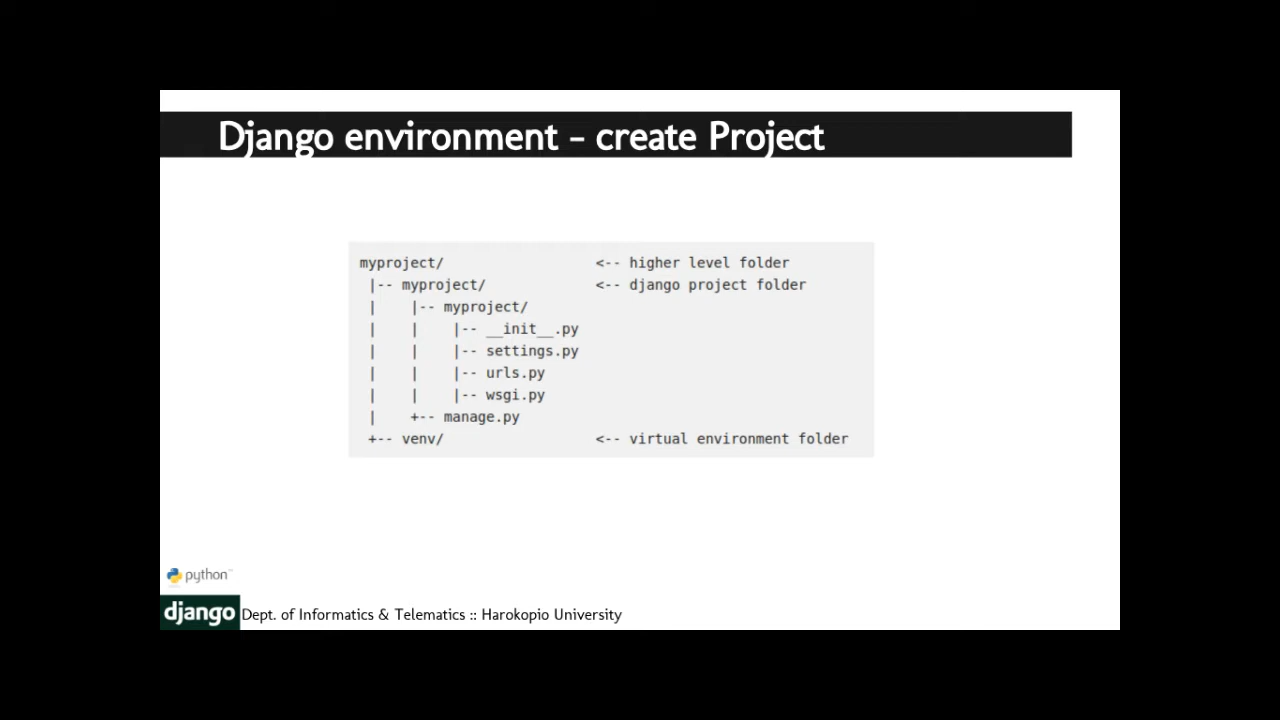 Django environment – create Project
myproject/                  <-- higher level folder
 |-- myproject/             <-- django project folder
 |    |-- myproject/
 |    |    |-- __init__.py
 |    |    |-- settings.py
 |    |    |-- urls.py
 |    |    |-- wsgi.py
 |    +-- manage.py
 +-- venv/                  <-- virtual environment folder
python™
django Dept. of Informatics & Telematics :: Harokopio University